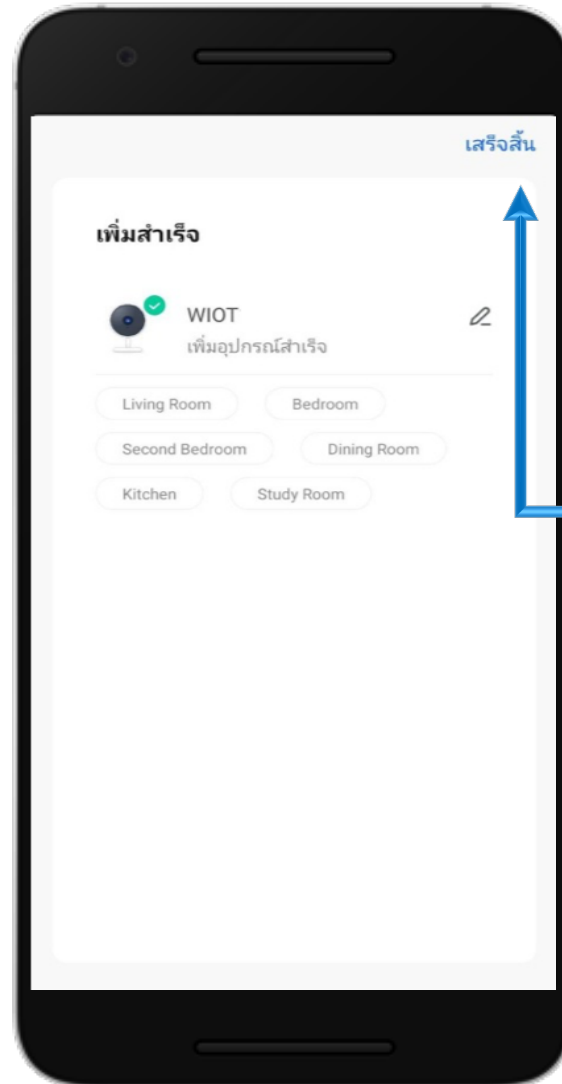 เสร็จสิ้น
เพิ่มสำเร็จ
WIOT
เพิ่มอุปกรณ์สำเร็จ
Living Room Bedroom
Second Bedroom Dining Room
Kitchen Study Room